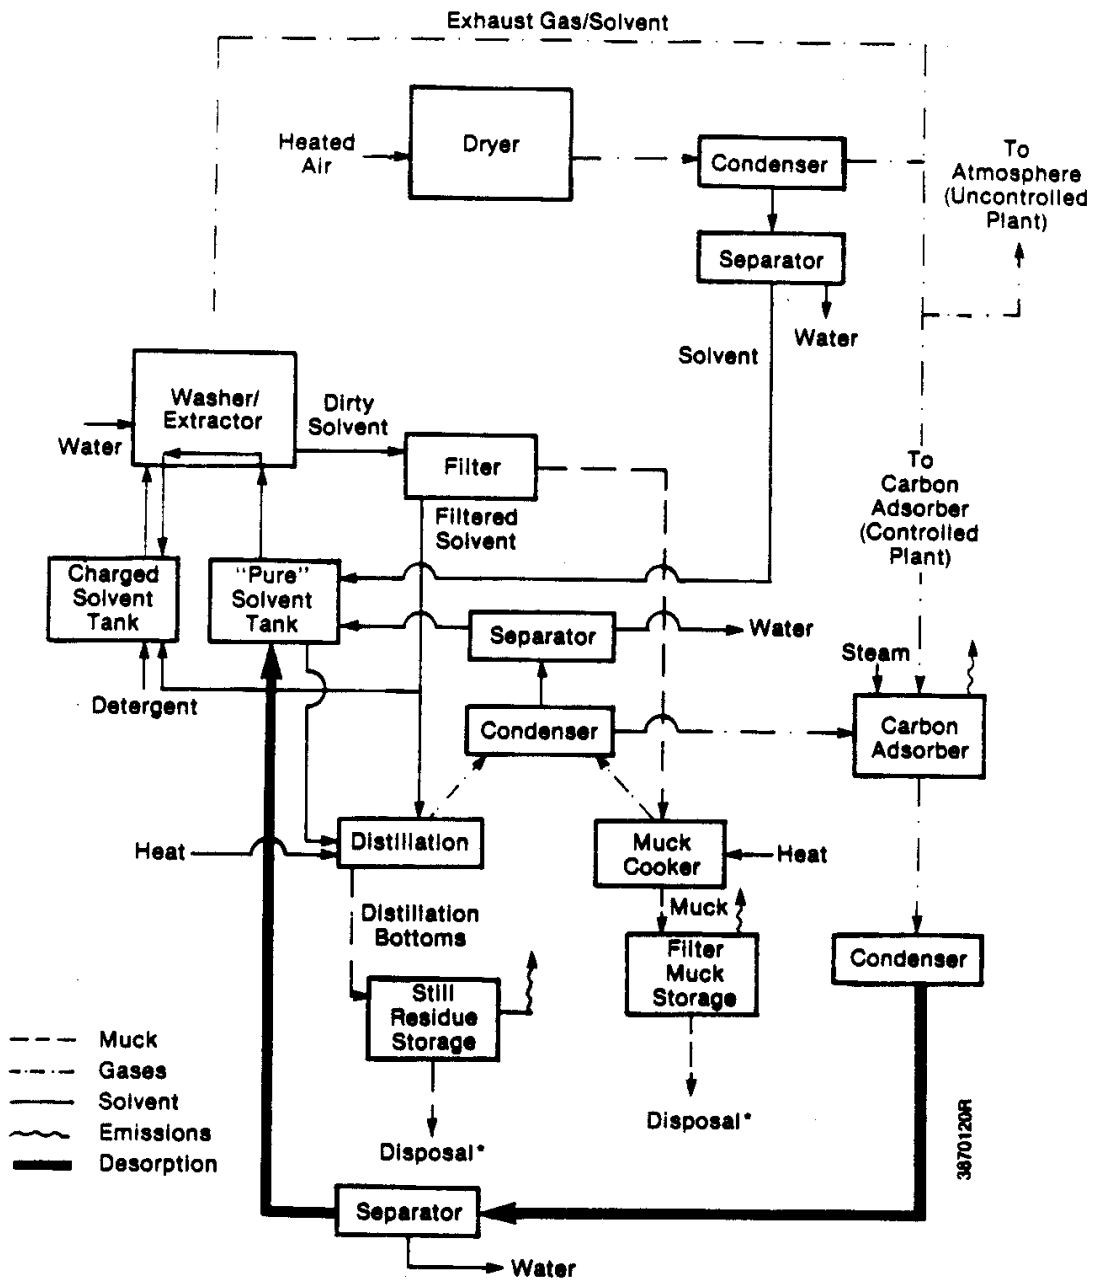 Exhaust Gas/Solvent
Heated
Air
Dryer
Condenser
To
Atmosphere
(Uncontrolled
Plant)
Separator
Water
Solvent
Washer/
Extractor
Water
Dirty
Solvent
Filter
Filtered
Solvent
To
Carbon
Adsorber
(Controlled
Plant)
Charged
Solvent
Tank
"Pure"
Solvent
Tank
Separator
Water
Steam
Detergent
Condenser
Carbon
Adsorber
Heat
Distillation
Muck
Cooker
Heat
Distillation
Bottoms
Muck
Filter
Muck
Storage
Condenser
Still
Residue
Storage
Muck
Gases
Solvent
Emissions
Desorption
Disposal*
Disposal*
3870120R
Separator
Water